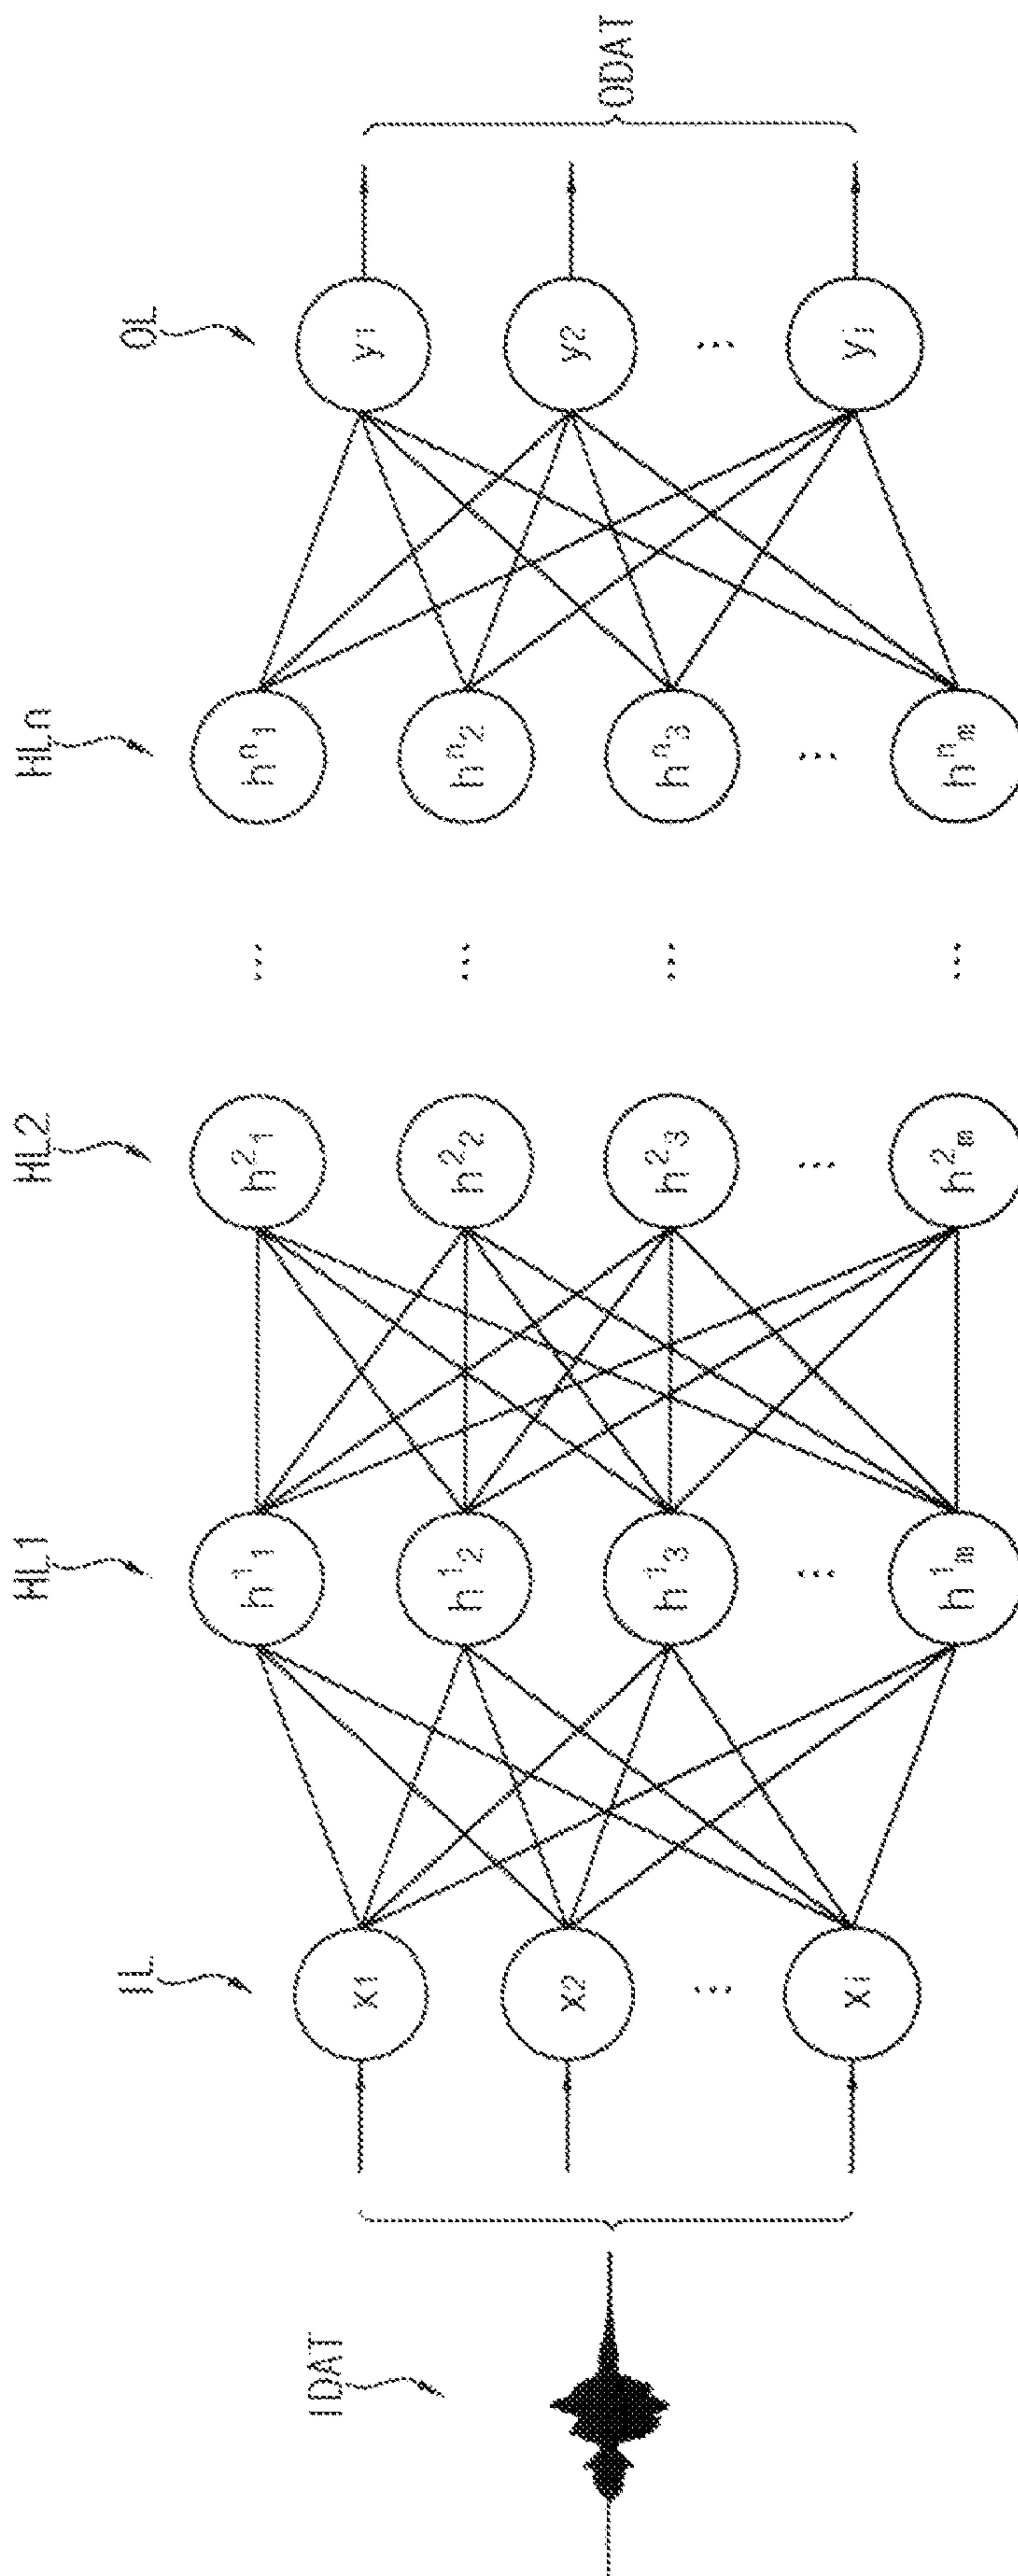 IDAT
IL
x1
x2
⋮
xi
HL1
h¹1
h¹2
h¹3
⋮
h¹m
HL2
h²1
h²2
h²3
⋮
h²m
...
...
...
...
HLn
hⁿ1
hⁿ2
hⁿ3
⋮
hⁿm
OL
y1
y2
⋮
yj
ODAT